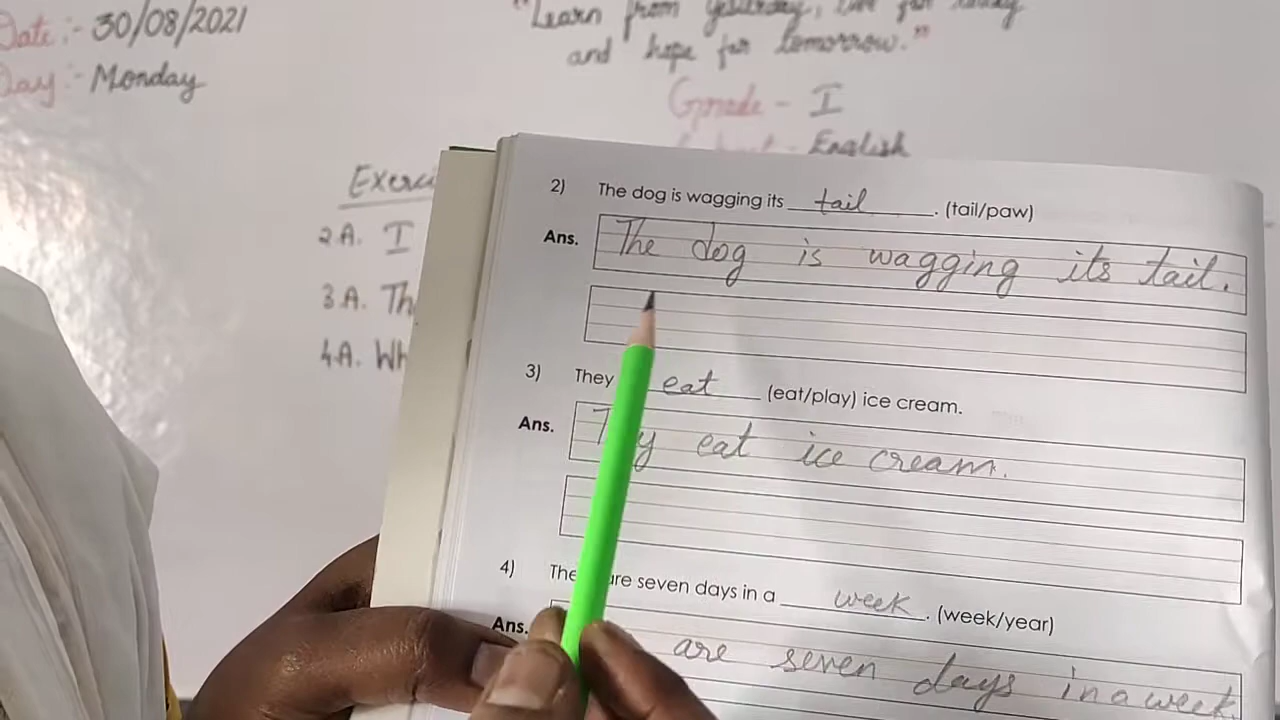 Date:- 30/08/2021
Day:- Monday
"Learn from yesterday, live for today
and hope for tomorrow."
Grade - I
- English
2A. I
3.A. Th
4.A. Wh
2) The dog is wagging its tail. (tail/paw)
Ans. The dog is wagging its tail.
3) They eat (eat/play) ice cream.
Ans. eat ice cream.
4) are seven days in a week. (week/year)
Ans. are seven days in a week